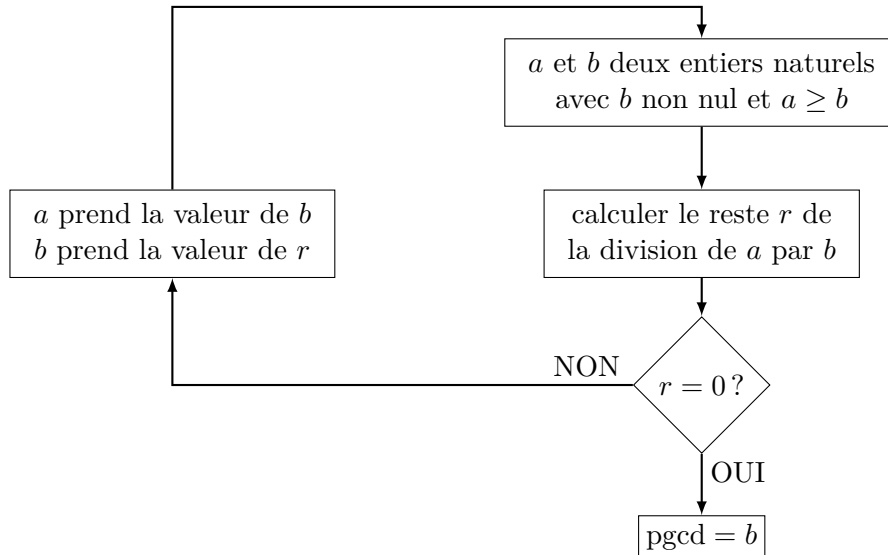 a et b deux entiers naturels
avec b non nul et a ≥ b
a prend la valeur de b
b prend la valeur de r
calculer le reste r de
la division de a par b
NON
r = 0 ?
OUI
pgcd = b